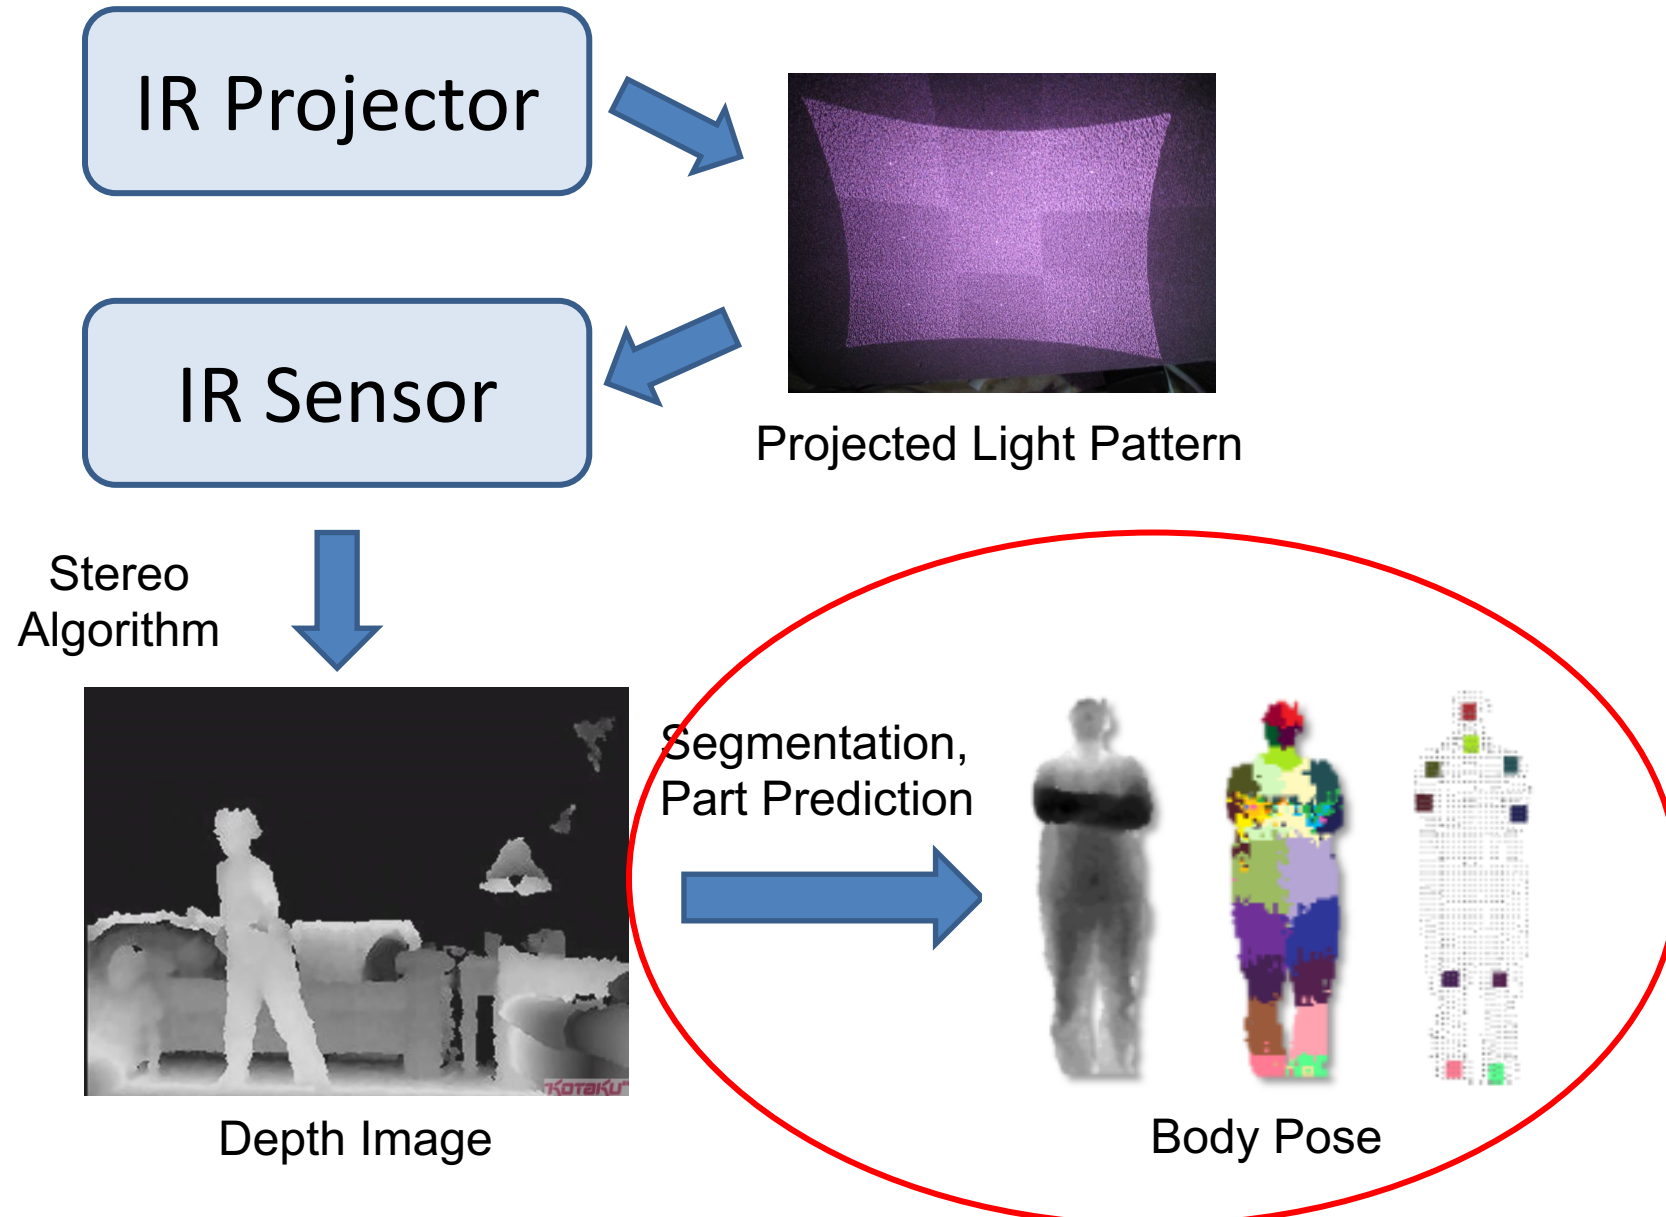 IR Projector
IR Sensor
Projected Light Pattern
Stereo
Algorithm
Segmentation,
Part Prediction
KOTAKU
Depth Image
Body Pose